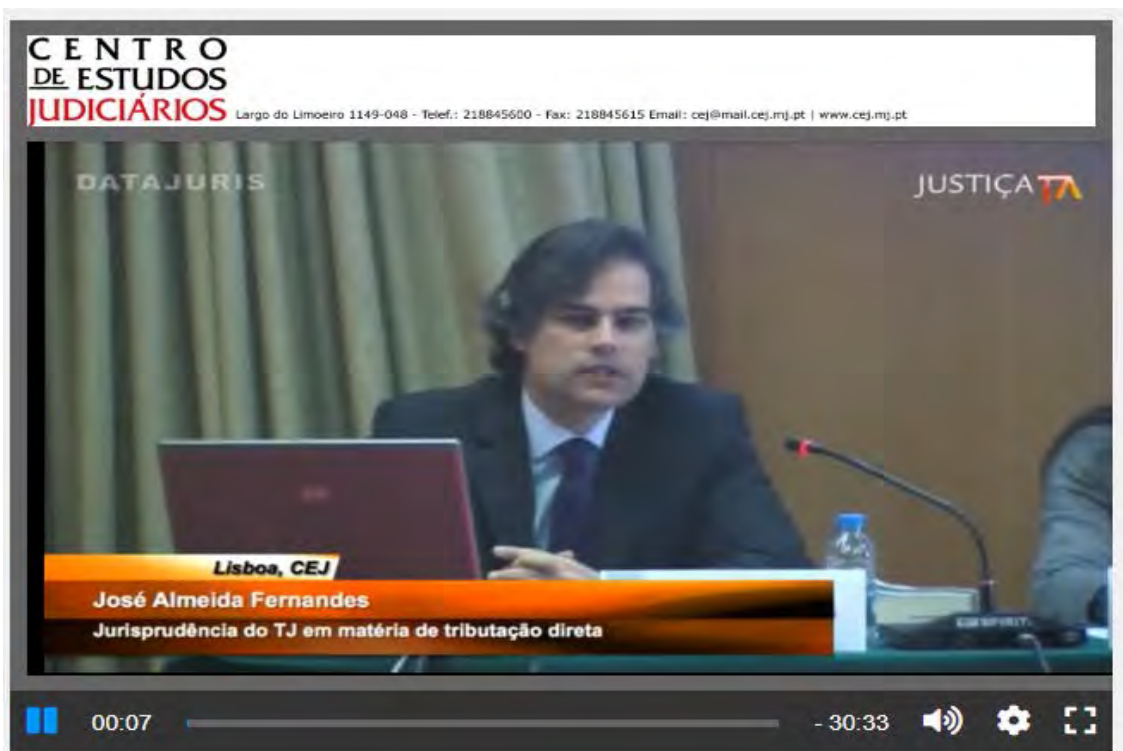 CENTRO
DE ESTUDOS
JUDICIÁRIOS
Largo do Limoeiro 1149-048 - Telef.: 218845600 - Fax: 218845615 Email: cej@mail.cej.mj.pt | www.cej.mj.pt
DATAJURIS
JUSTIÇA
Lisboa, CEJ
José Almeida Fernandes
Jurisprudência do TJ em matéria de tributação direta
00:07
- 30:33